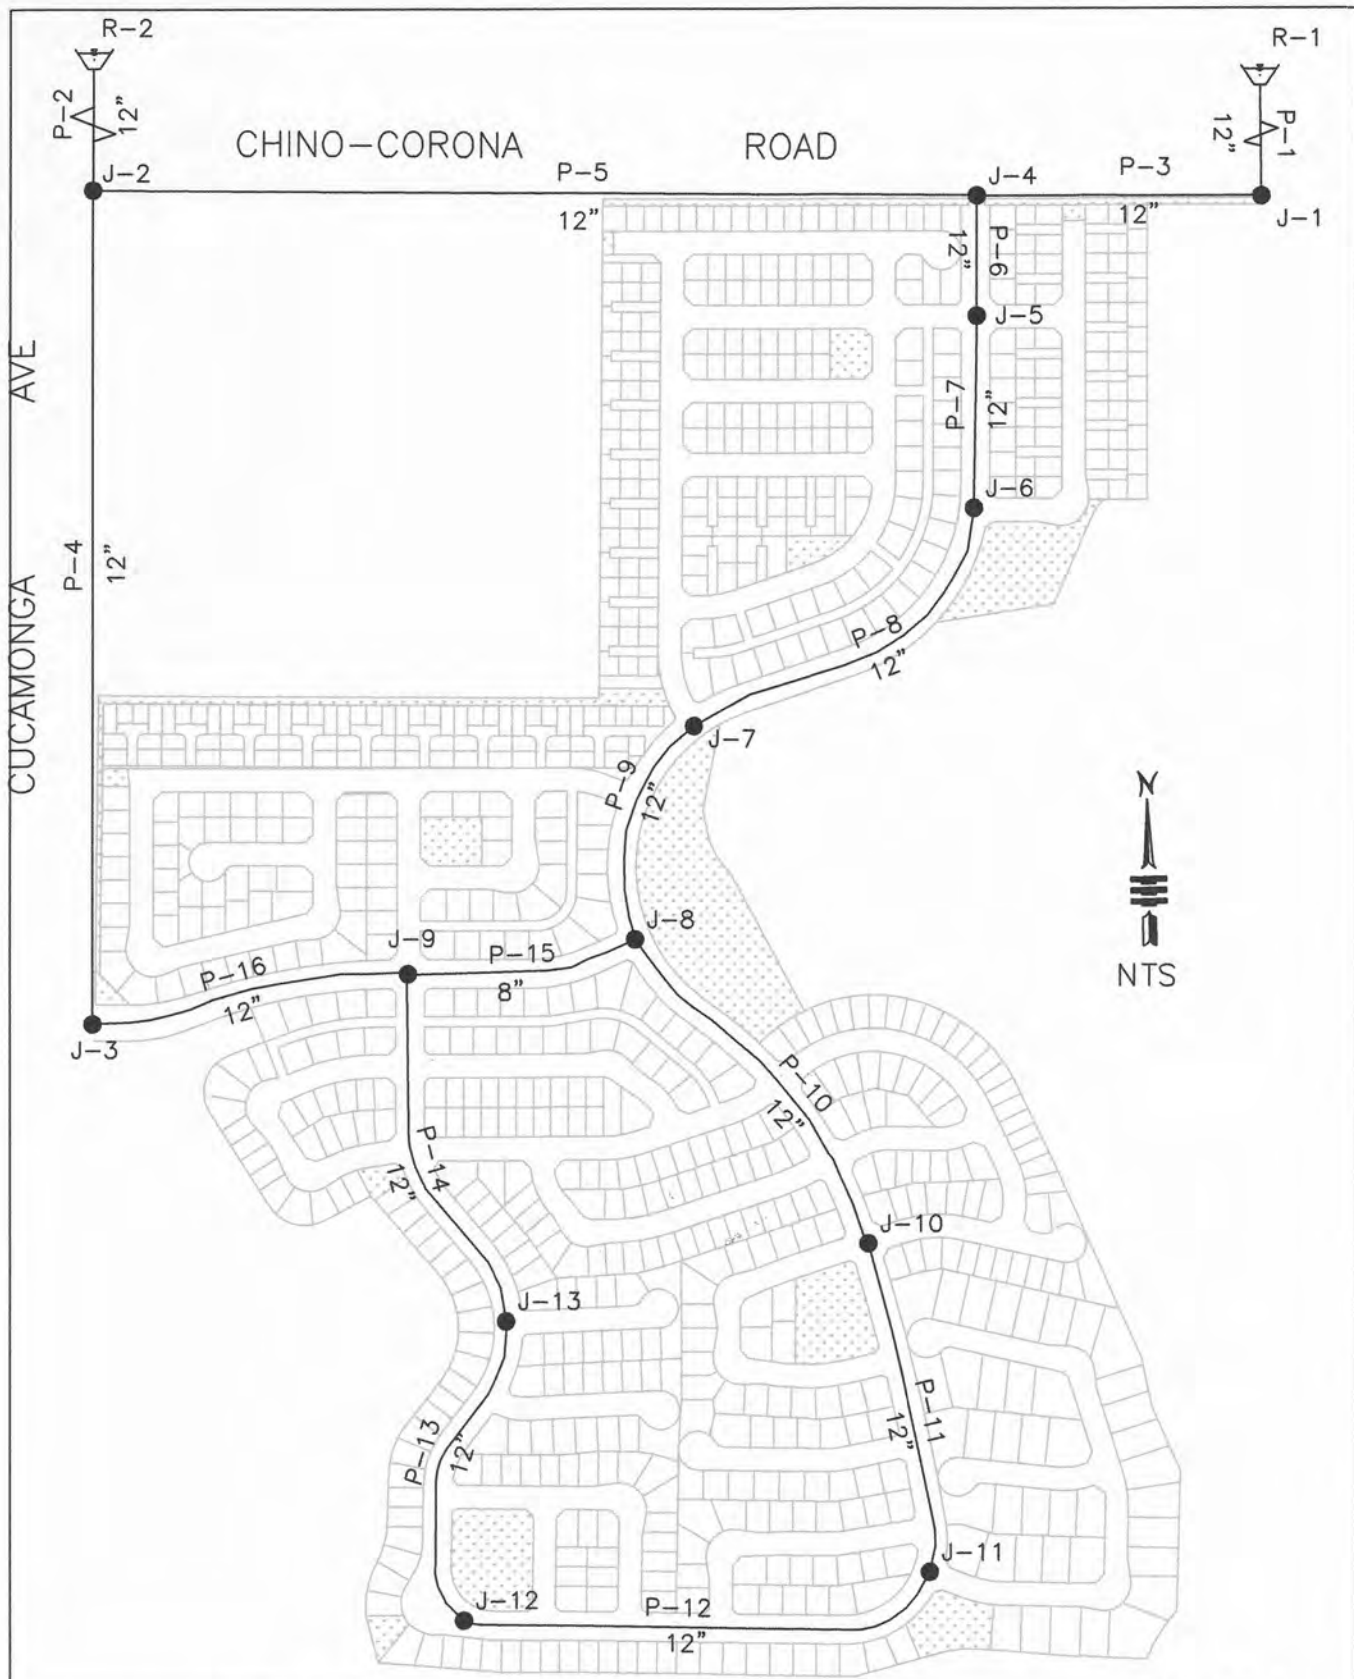 R-2
R-1
P-2
12"
12"
P-1
CHINO-CORONA ROAD
J-2
P-5
J-4
P-3
12"
12"
J-1
12"
P-6
J-5
CUCAMONGA AVE
P-7
12"
J-6
P-4
12"
P-8
12"
J-7
P-9
12"
N
NTS
J-8
J-9
P-15
8"
P-16
12"
J-3
P-10
12"
P-14
12"
J-10
J-13
P-11
12"
P-13
12"
J-11
J-12
P-12
12"